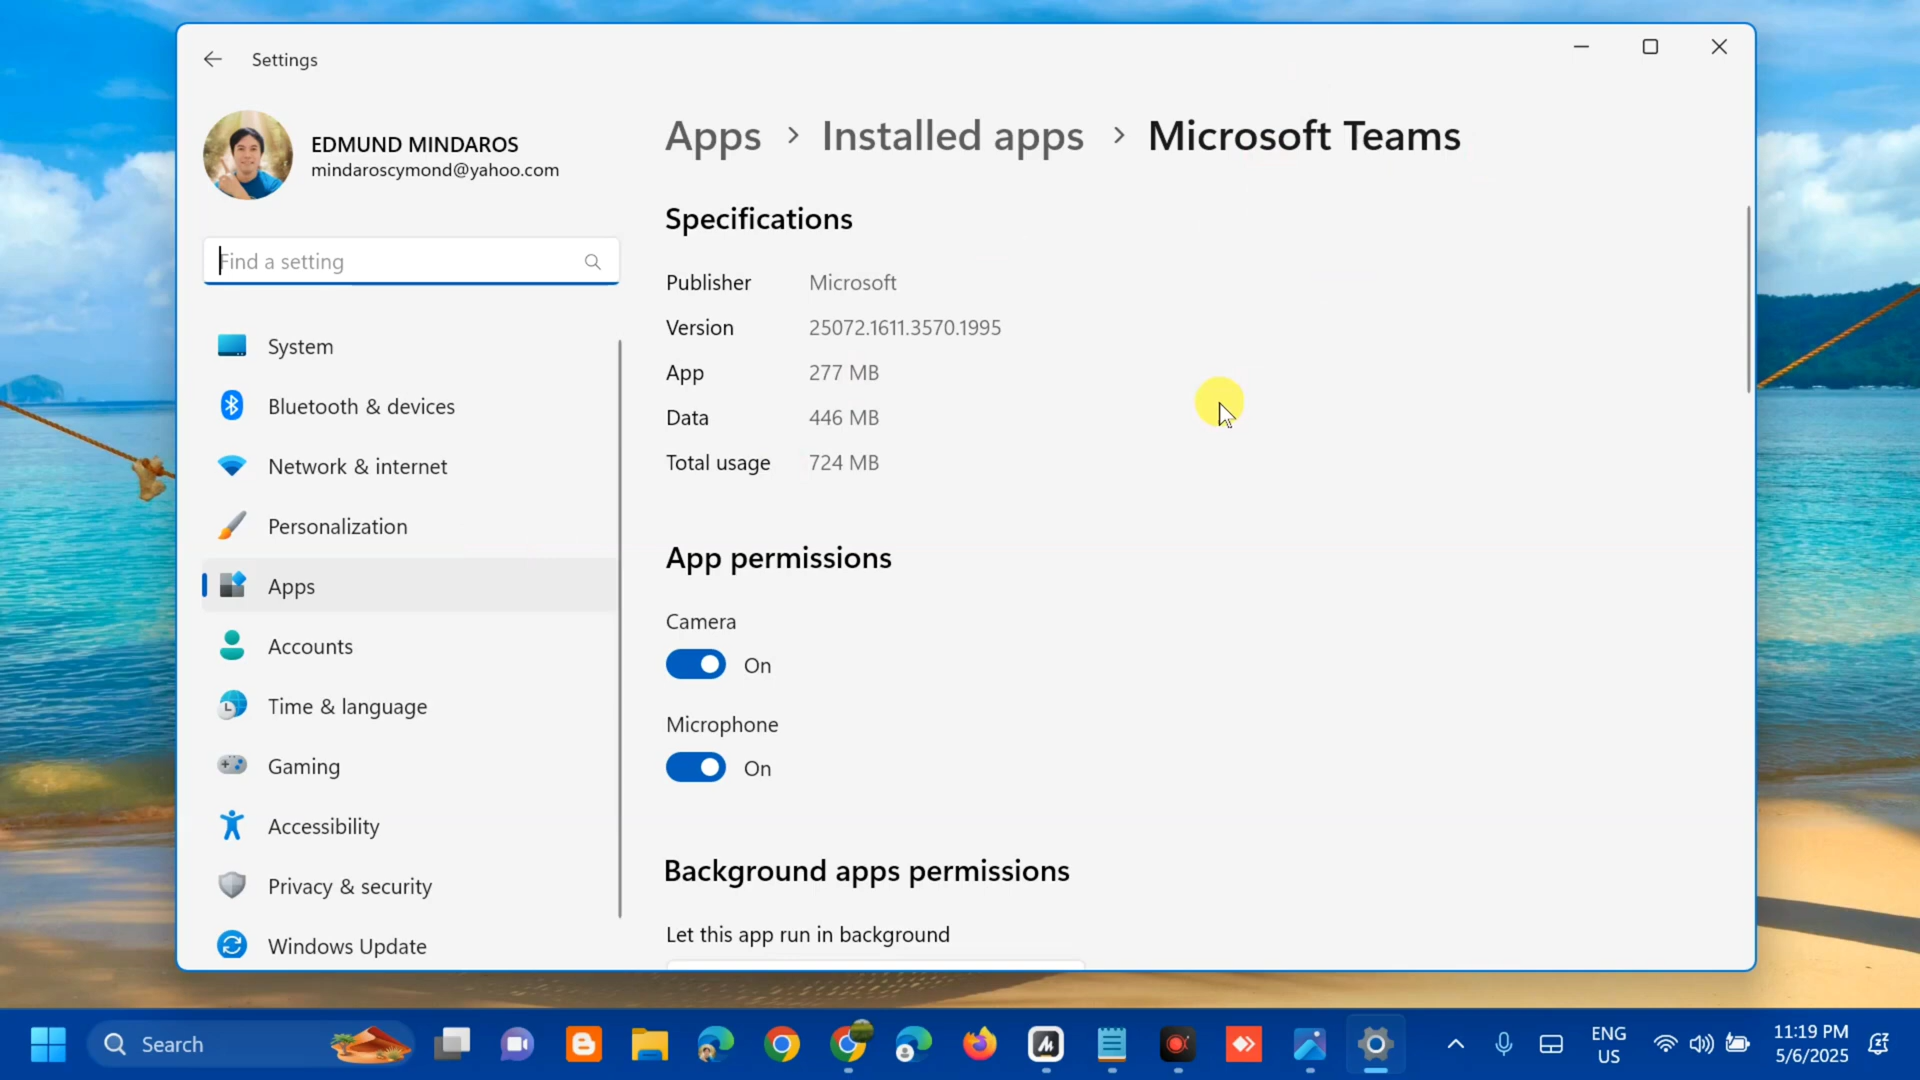 Settings
EDMUND MINDAROS
mindaroscymond@yahoo.com
Find a setting
System
Bluetooth & devices
Network & internet
Personalization
Apps
Accounts
Time & language
Gaming
Accessibility
Privacy & security
Windows Update
Apps > Installed apps > Microsoft Teams
Specifications
Publisher Microsoft
Version 25072.1611.3570.1995
App 277 MB
Data 446 MB
Total usage 724 MB
App permissions
Camera
On
Microphone
On
Background apps permissions
Let this app run in background
Search
ENG
US
11:19 PM
5/6/2025